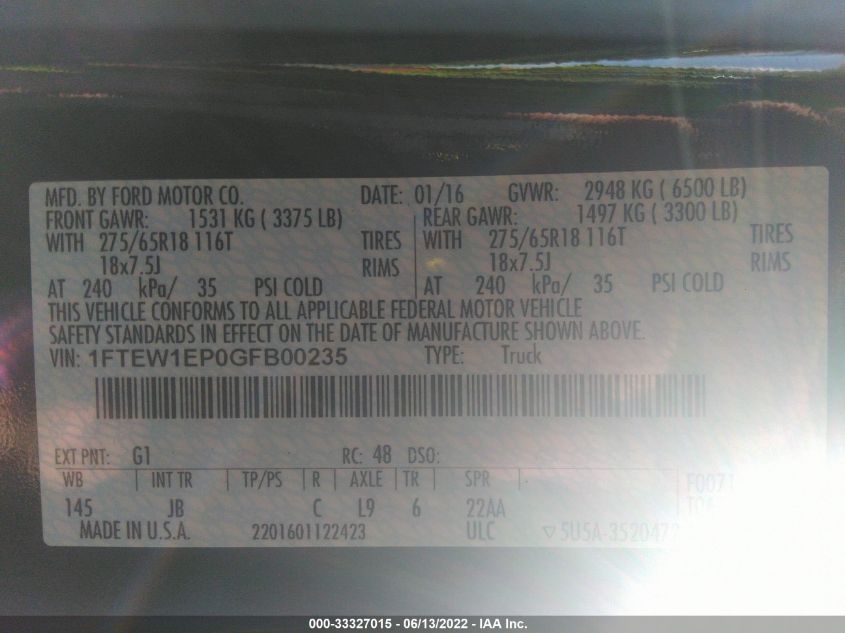 MFD. BY FORD MOTOR CO. DATE: 01/16 GVWR: 2948 KG ( 6500 LB)
FRONT GAWR: 1531 KG ( 3375 LB) REAR GAWR: 1497 KG ( 3300 LB)
WITH 275/65R18 116T TIRES WITH 275/65R18 116T TIRES
18x7.5J RIMS 18x7.5J RIMS
AT 240 kPa/ 35 PSI COLD AT 240 kPa/ 35 PSI COLD
THIS VEHICLE CONFORMS TO ALL APPLICABLE FEDERAL MOTOR VEHICLE
SAFETY STANDARDS IN EFFECT ON THE DATE OF MANUFACTURE SHOWN ABOVE.
VIN: 1FTEW1EP0GFB00235 TYPE: Truck
EXT PNT: G1 RC: 48 DSO:
WB INT TR TP/PS R AXLE TR SPR
145 JB C L9 6 22AA
MADE IN U.S.A. 2201601122423 ULC
000-33327015 - 06/13/2022 - IAA Inc.